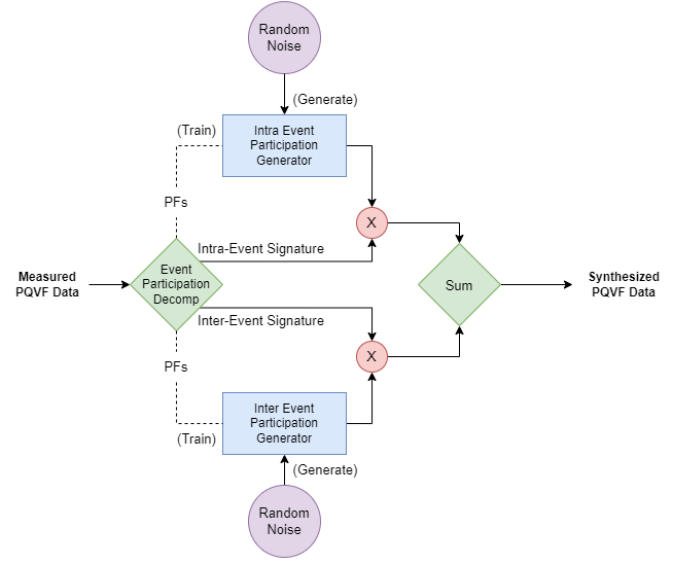 Random
Noise
(Generate)
(Train)
Intra Event
Participation
Generator
PFs
X
Intra-Event Signature
Measured
PQVF Data
Event
Participation
Decomp
Sum
Synthesized
PQVF Data
Inter-Event Signature
X
PFs
Inter Event
Participation
Generator
(Train)
(Generate)
Random
Noise